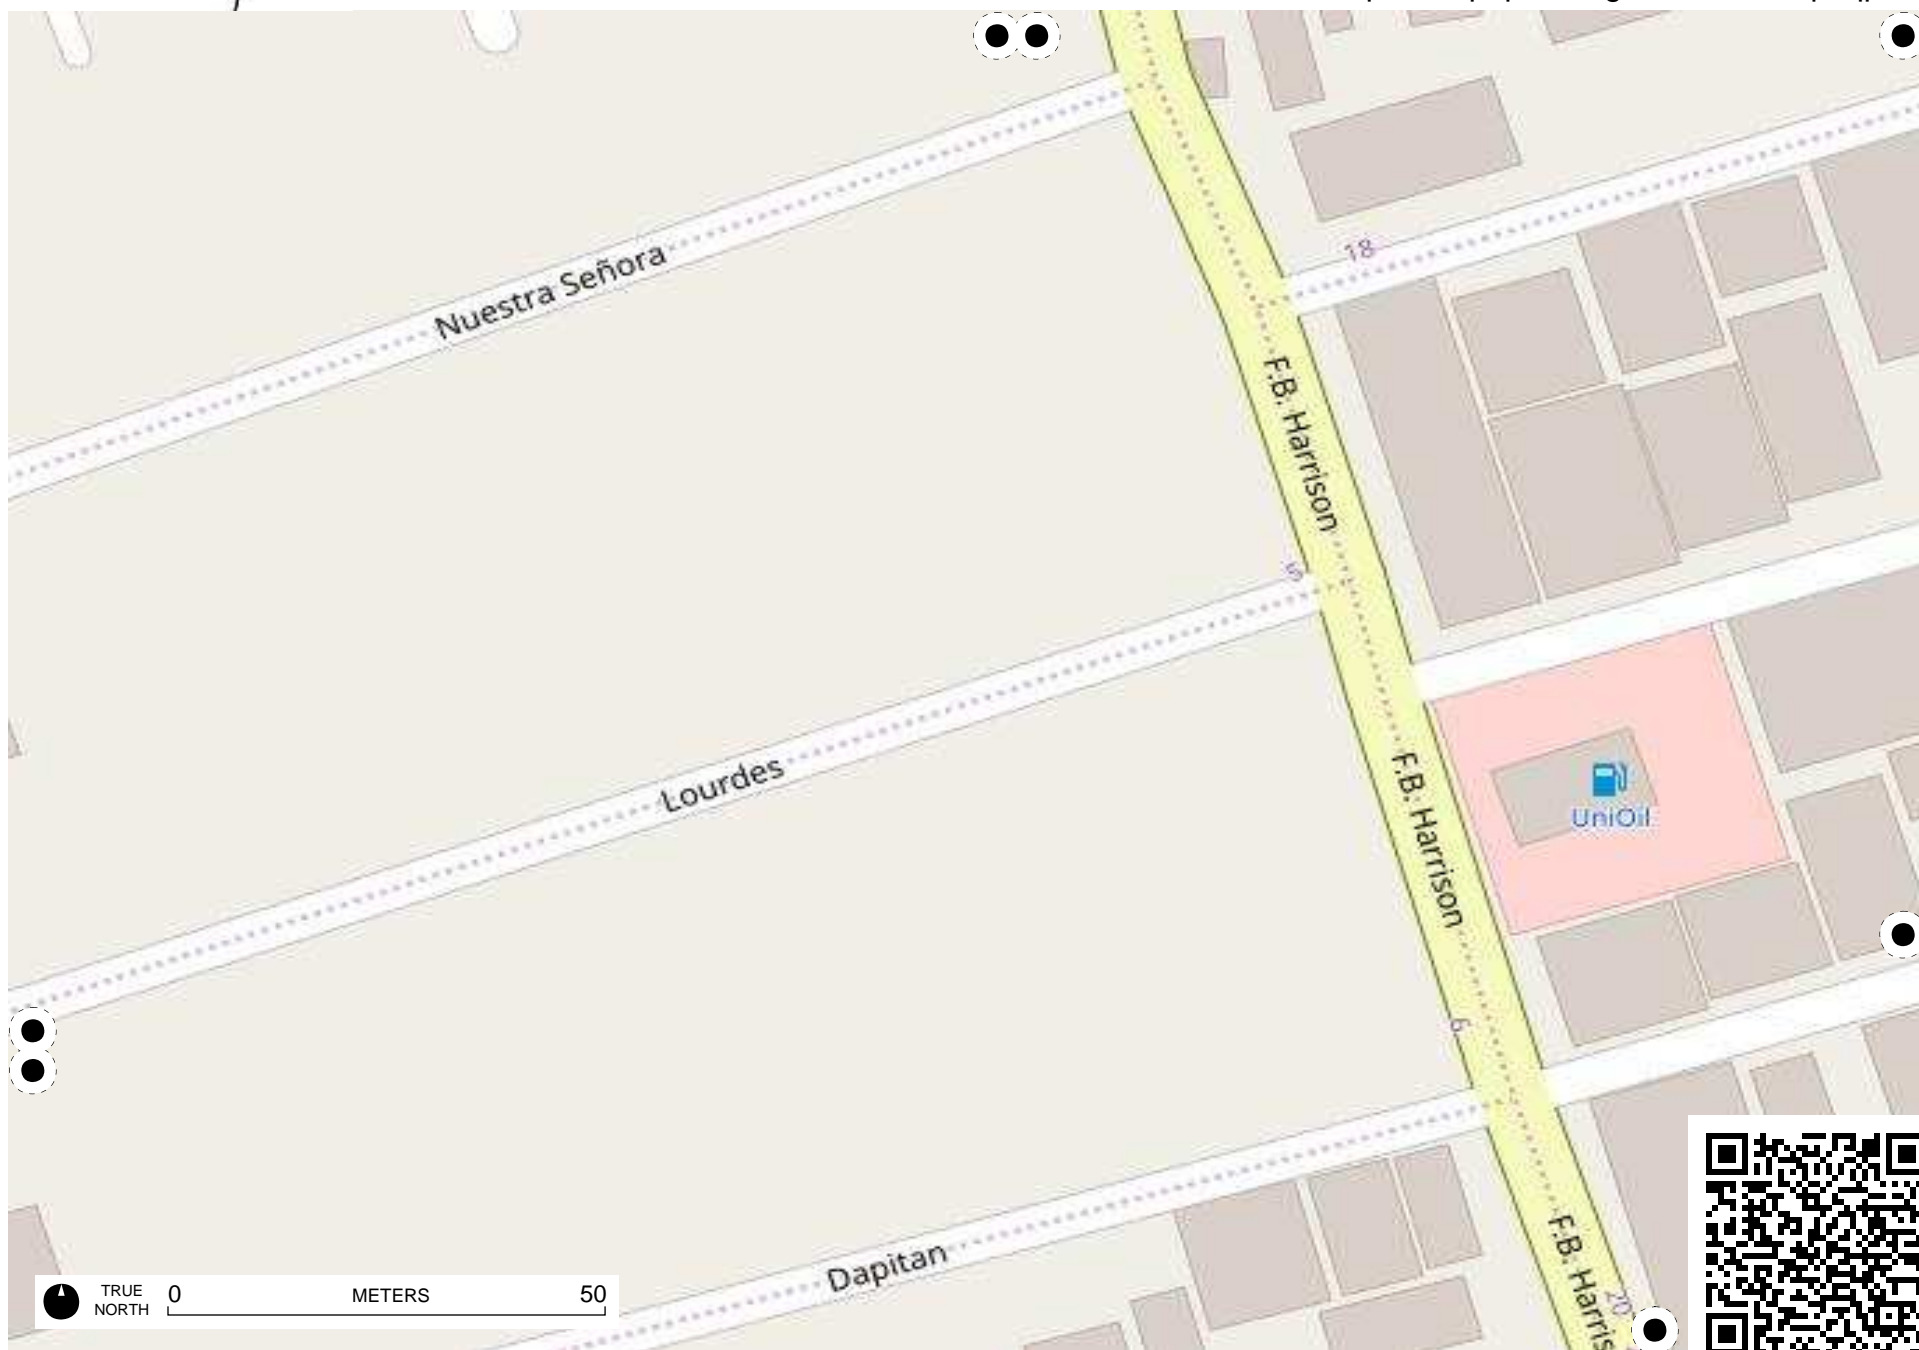 18
Nuestra Señora
F.B. Harrison
5
Lourdes
F.B. Harrison
UniOil
6
Dapitan
F.B. Harris
20
TRUE
NORTH
0 METERS 50